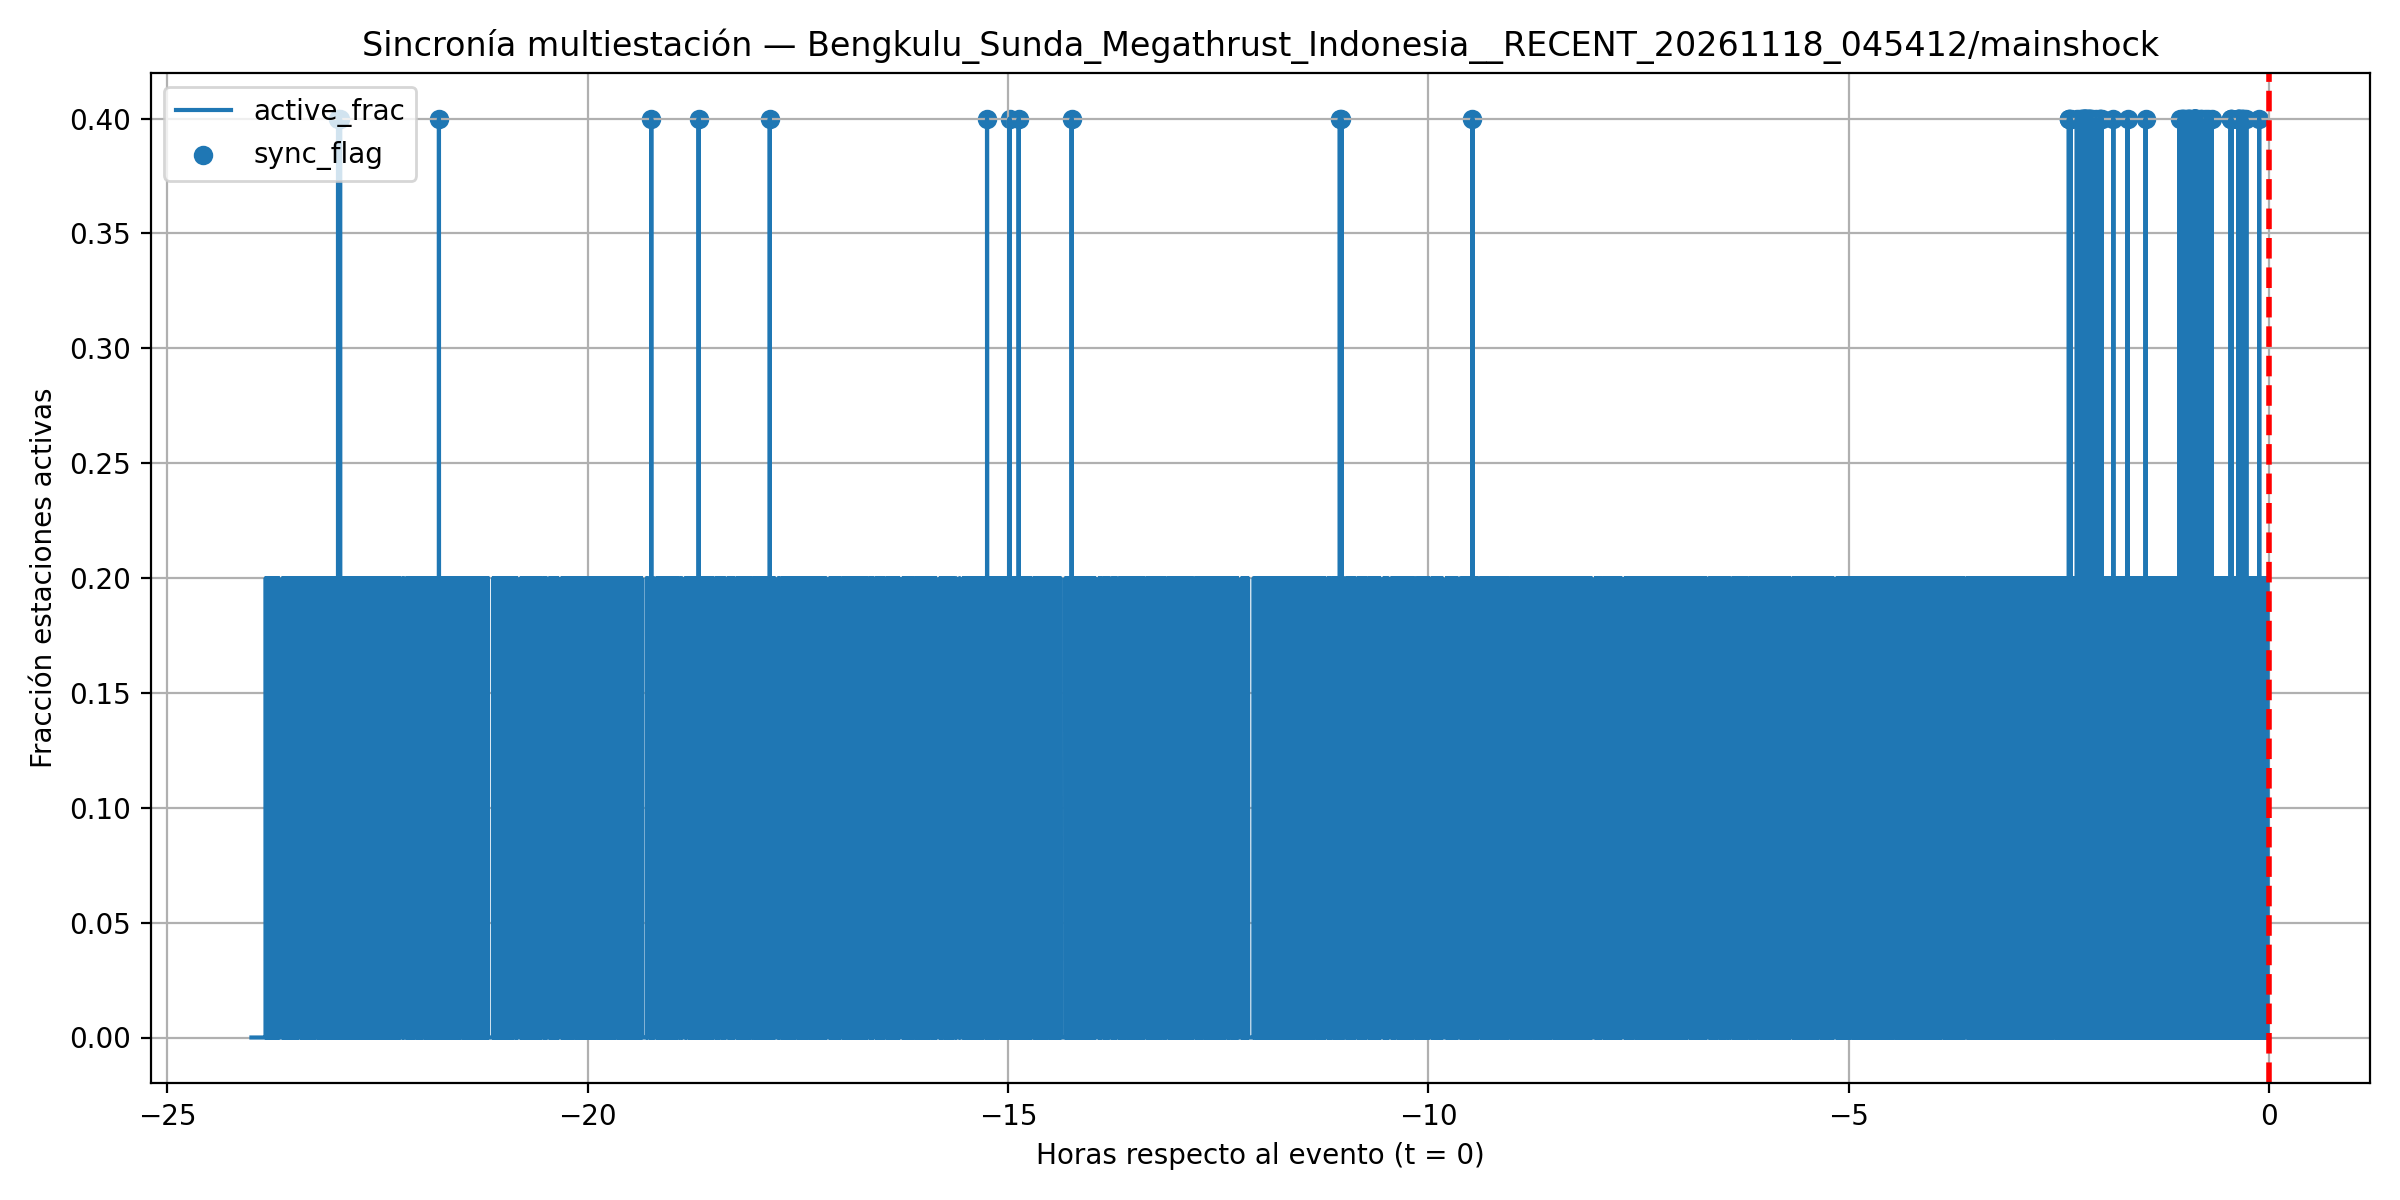 Sincronía multiestación — Bengkulu_Sunda_Megathrust_Indonesia__RECENT_20261118_045412/mainshock
active_frac
sync_flag
Fracción estaciones activas
0.40
0.35
0.30
0.25
0.20
0.15
0.10
0.05
0.00
−25 −20 −15 −10 −5 0
Horas respecto al evento (t = 0)